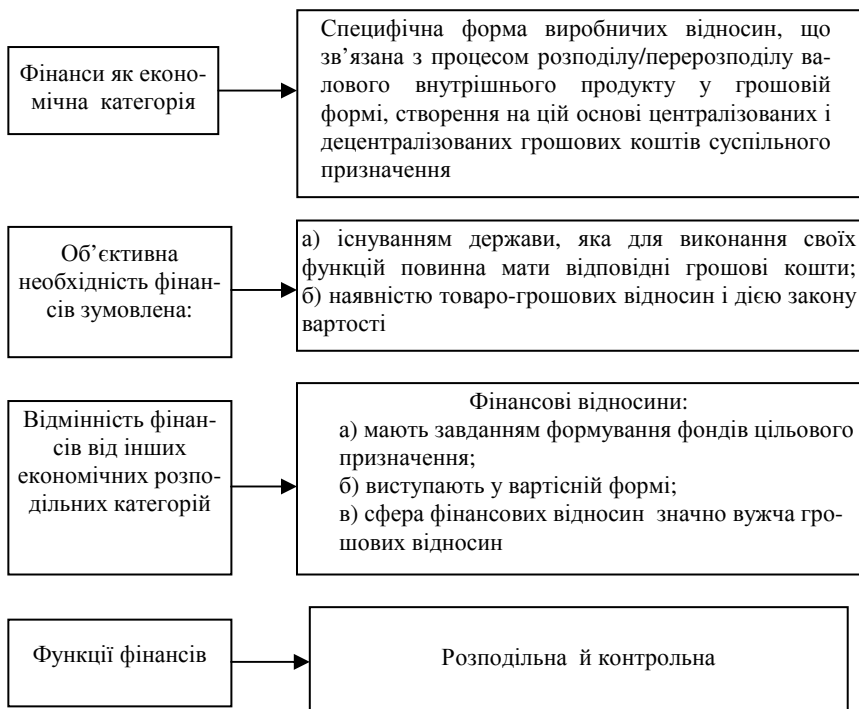 Фінанси як еконо-
мічна категорія
Специфічна форма виробничих відносин, що
зв’язана з процесом розподілу/перерозподілу ва-
лового внутрішнього продукту у грошовій
формі, створення на цій основі централізованих і
децентралізованих грошових коштів суспільного
призначення
Об’єктивна
необхідність фінан-
сів зумовлена:
а) існуванням держави, яка для виконання своїх
функцій повинна мати відповідні грошові кошти;
б) наявністю товаро-грошових відносин і дією закону
вартості
Відмінність фінан-
сів від інших
економічних розпо-
дільних категорій
Фінансові відносини:
а) мають завданням формування фондів цільового
призначення;
б) виступають у вартісній формі;
в) сфера фінансових відносин значно вужча гро-
шових відносин
Функції фінансів
Розподільна й контрольна